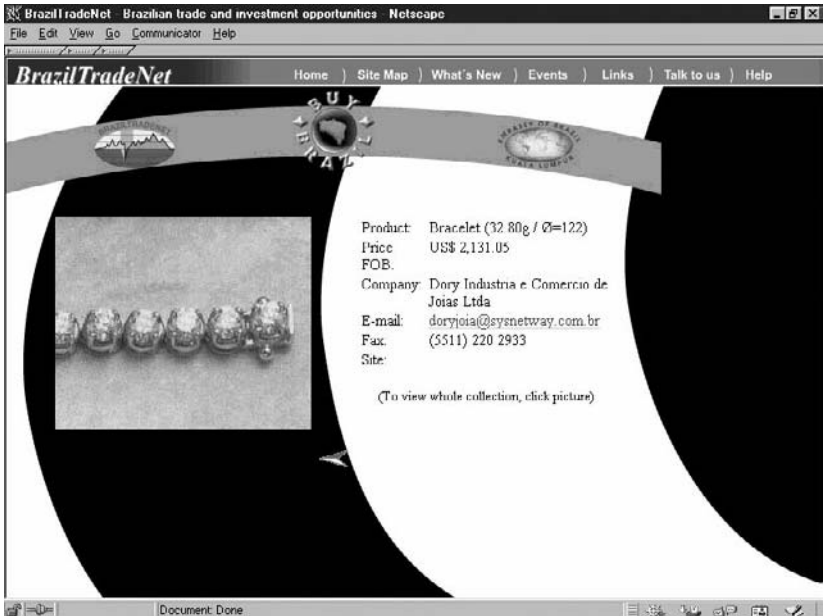 BrazilTradeNet - Brazilian trade and investment opportunities - Netscape
File Edit View Go Communicator Help
BrazilTradeNet Home ) Site Map ) What's New ) Events ) Links ) Talk to us ) Help
BUY BRAZIL
BRAZILTRADENET
EMBASSY OF BRAZIL
KUALA LUMPUR
Product: Bracelet (32.80g / Ø=122)
Price US$ 2,131.05
FOB:
Company: Dory Industria e Comercio de
Joias Ltda
E-mail: doryjoia@sysnetway.com.br
Fax: (5511) 220 2933
Site:
(To view whole collection, click picture)
Document: Done